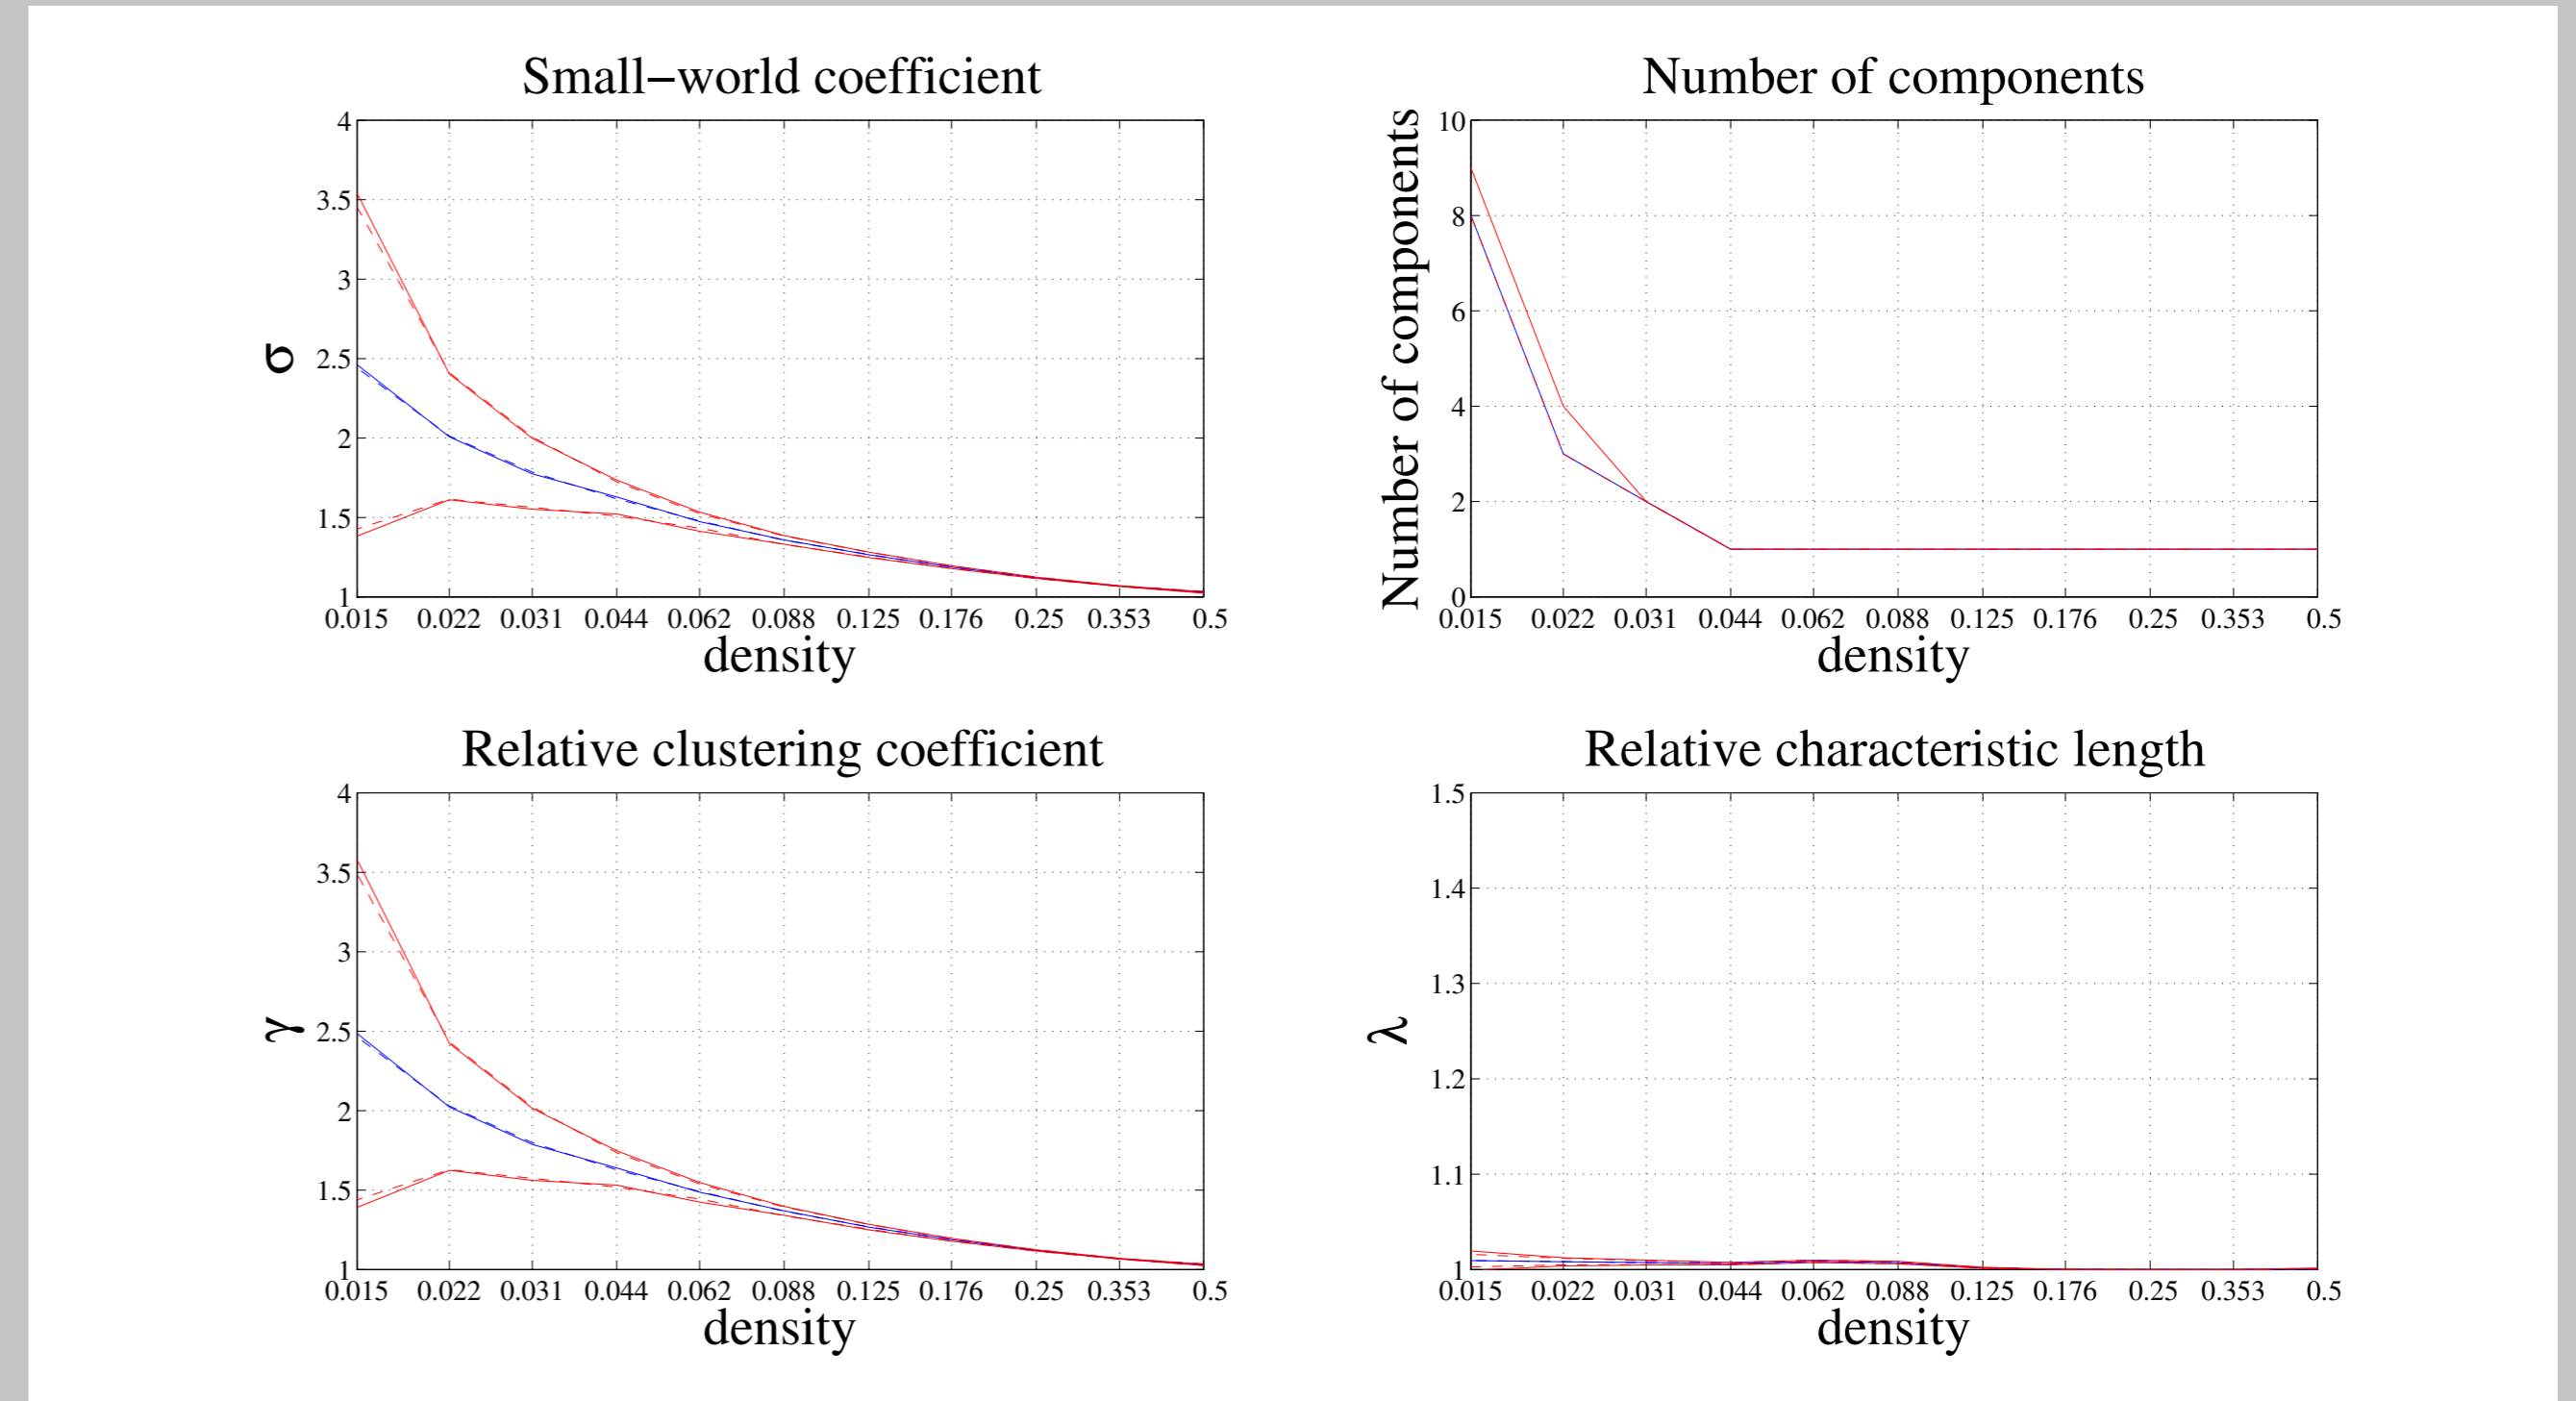 Small−world coefficient
4
3.5
3
2.5
2
1.5
1
σ
0.015 0.022 0.031 0.044 0.062 0.088 0.125 0.176 0.25 0.353 0.5
density
Number of components
10
8
6
4
2
0
Number of components
0.015 0.022 0.031 0.044 0.062 0.088 0.125 0.176 0.25 0.353 0.5
density
Relative clustering coefficient
4
3.5
3
2.5
2
1.5
1
γ
0.015 0.022 0.031 0.044 0.062 0.088 0.125 0.176 0.25 0.353 0.5
density
Relative characteristic length
1.5
1.4
1.3
1.2
1.1
1
λ
0.015 0.022 0.031 0.044 0.062 0.088 0.125 0.176 0.25 0.353 0.5
density